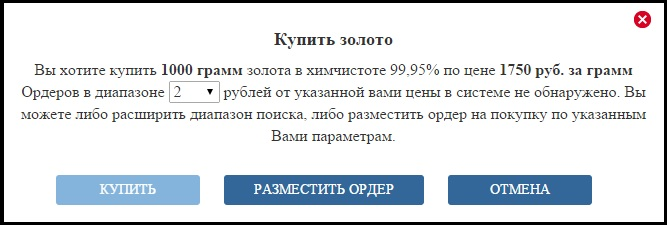 Купить золото
Вы хотите купить 1000 грамм золота в химчистоте 99,95% по цене 1750 руб. за грамм
Ордеров в диапазоне 2 рублей от указанной вами цены в системе не обнаружено. Вы
можете либо расширить диапазон поиска, либо разместить ордер на покупку по указанным
Вами параметрам.
КУПИТЬ РАЗМЕСТИТЬ ОРДЕР ОТМЕНА